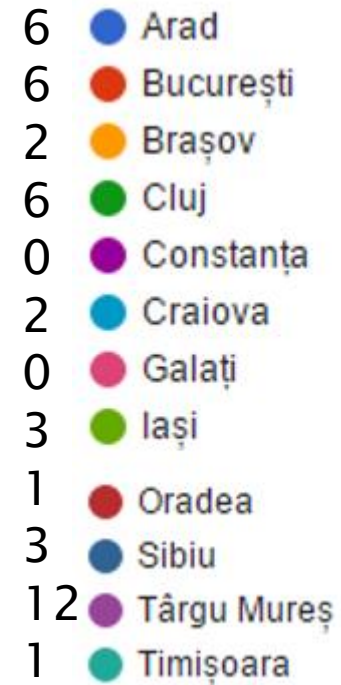 6 Arad
6 București
2 Brașov
6 Cluj
0 Constanța
2 Craiova
0 Galați
3 Iași
1 Oradea
3 Sibiu
12 Târgu Mureș
1 Timișoara